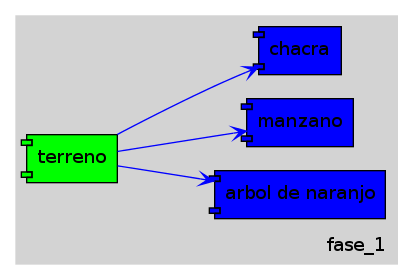 chacra
manzano
terreno
arbol de naranjo
fase_1